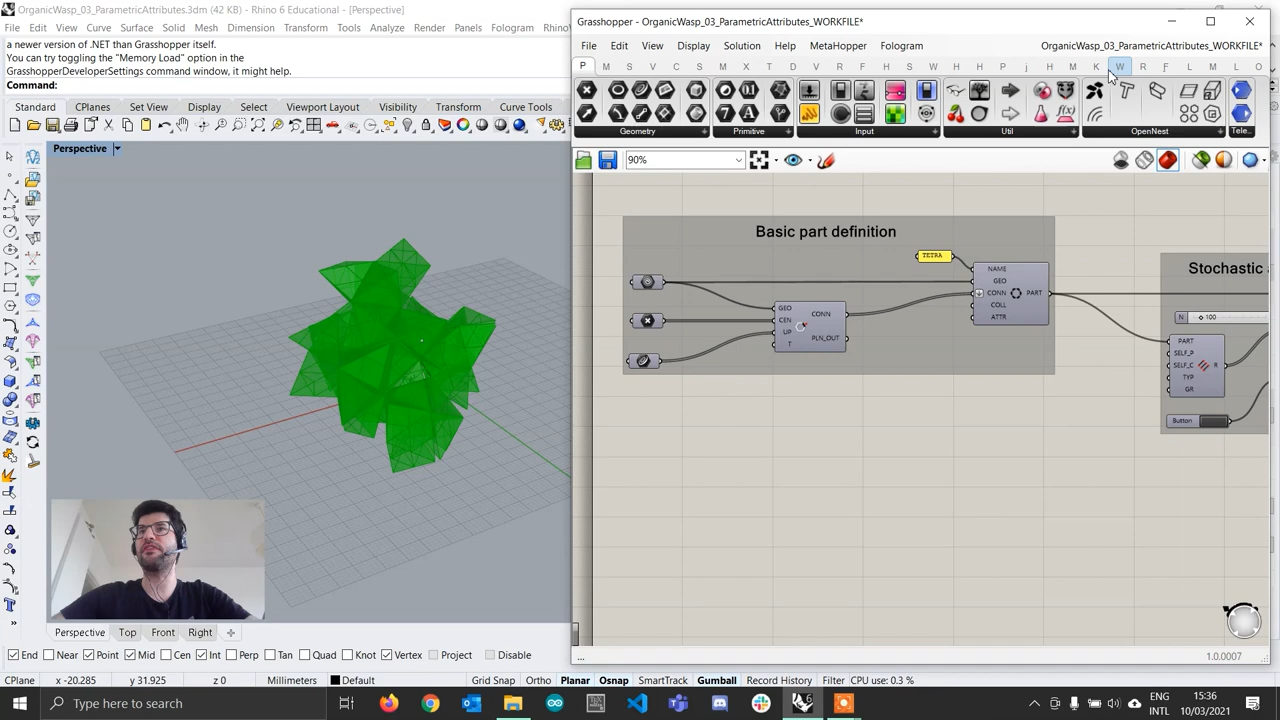 OrganicWasp_03_ParametricAttributes.3dm (42 KB) - Rhino 6 Educational - [Perspective]
File Edit View Curve Surface Solid Mesh Dimension Transform Tools Analyze Render Panels Fologram
a newer version of .NET than Grasshopper itself.
You can try toggling the "Memory Load" option in the
GrasshopperDeveloperSettings command window, it might help.
Command:
Standard CPlanes Set View Display Select Viewport Layout Visibility Transform Curve Tools
Perspective
Grasshopper - OrganicWasp_03_ParametricAttributes_WORKFILE*
File Edit View Display Solution Help MetaHopper Fologram OrganicWasp_03_ParametricAttributes_WORKFILE*
P M S V C S M X T D V A L F K S W H H P j H M K W R F L M L O
Geometry Primitive Input Util OpenNest Tele...
90%
Basic part definition
TETRA
NAME
GEO
CONN PART
COLL
ATTR
GEO
CEN CONN
UP
T PLN_OUT
Stochastic
N 100
PART
SELF_P
SELF_C R
TYP
GR
Button
...
1.0.0007
Perspective Top Front Right
End Near Point Mid Cen Int Perp Tan Quad Knot Vertex Project Disable
CPlane x -20.285 y 31.925 z 0 Millimeters Default Grid Snap Ortho Planar Osnap SmartTrack Gumball Record History Filter CPU use: 0.3 %
Type here to search
ENG
INTL
15:36
10/03/2021